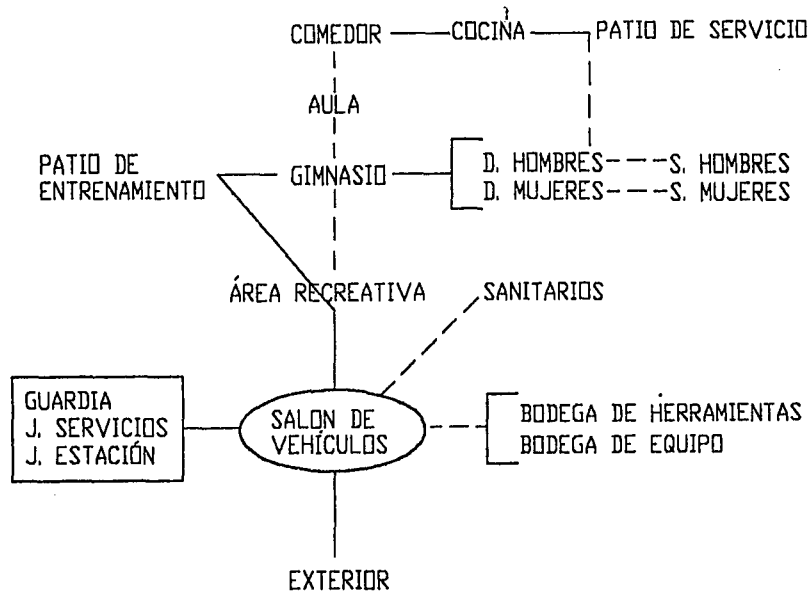 COMEDOR
COCIÑA
PATIO DE SERVICIO
AULA
PATIO DE
ENTRENAMIENTO
GIMNASIO
D. HOMBRES
S. HOMBRES
D. MUJERES
S. MUJERES
ÁREA RECREATIVA
SANITARIOS
GUARDIA
J. SERVICIOS
J. ESTACIÓN
SALON DE
VEHÍCULOS
BODEGA DE HERRAMIENTAS
BODEGA DE EQUIPO
EXTERIOR